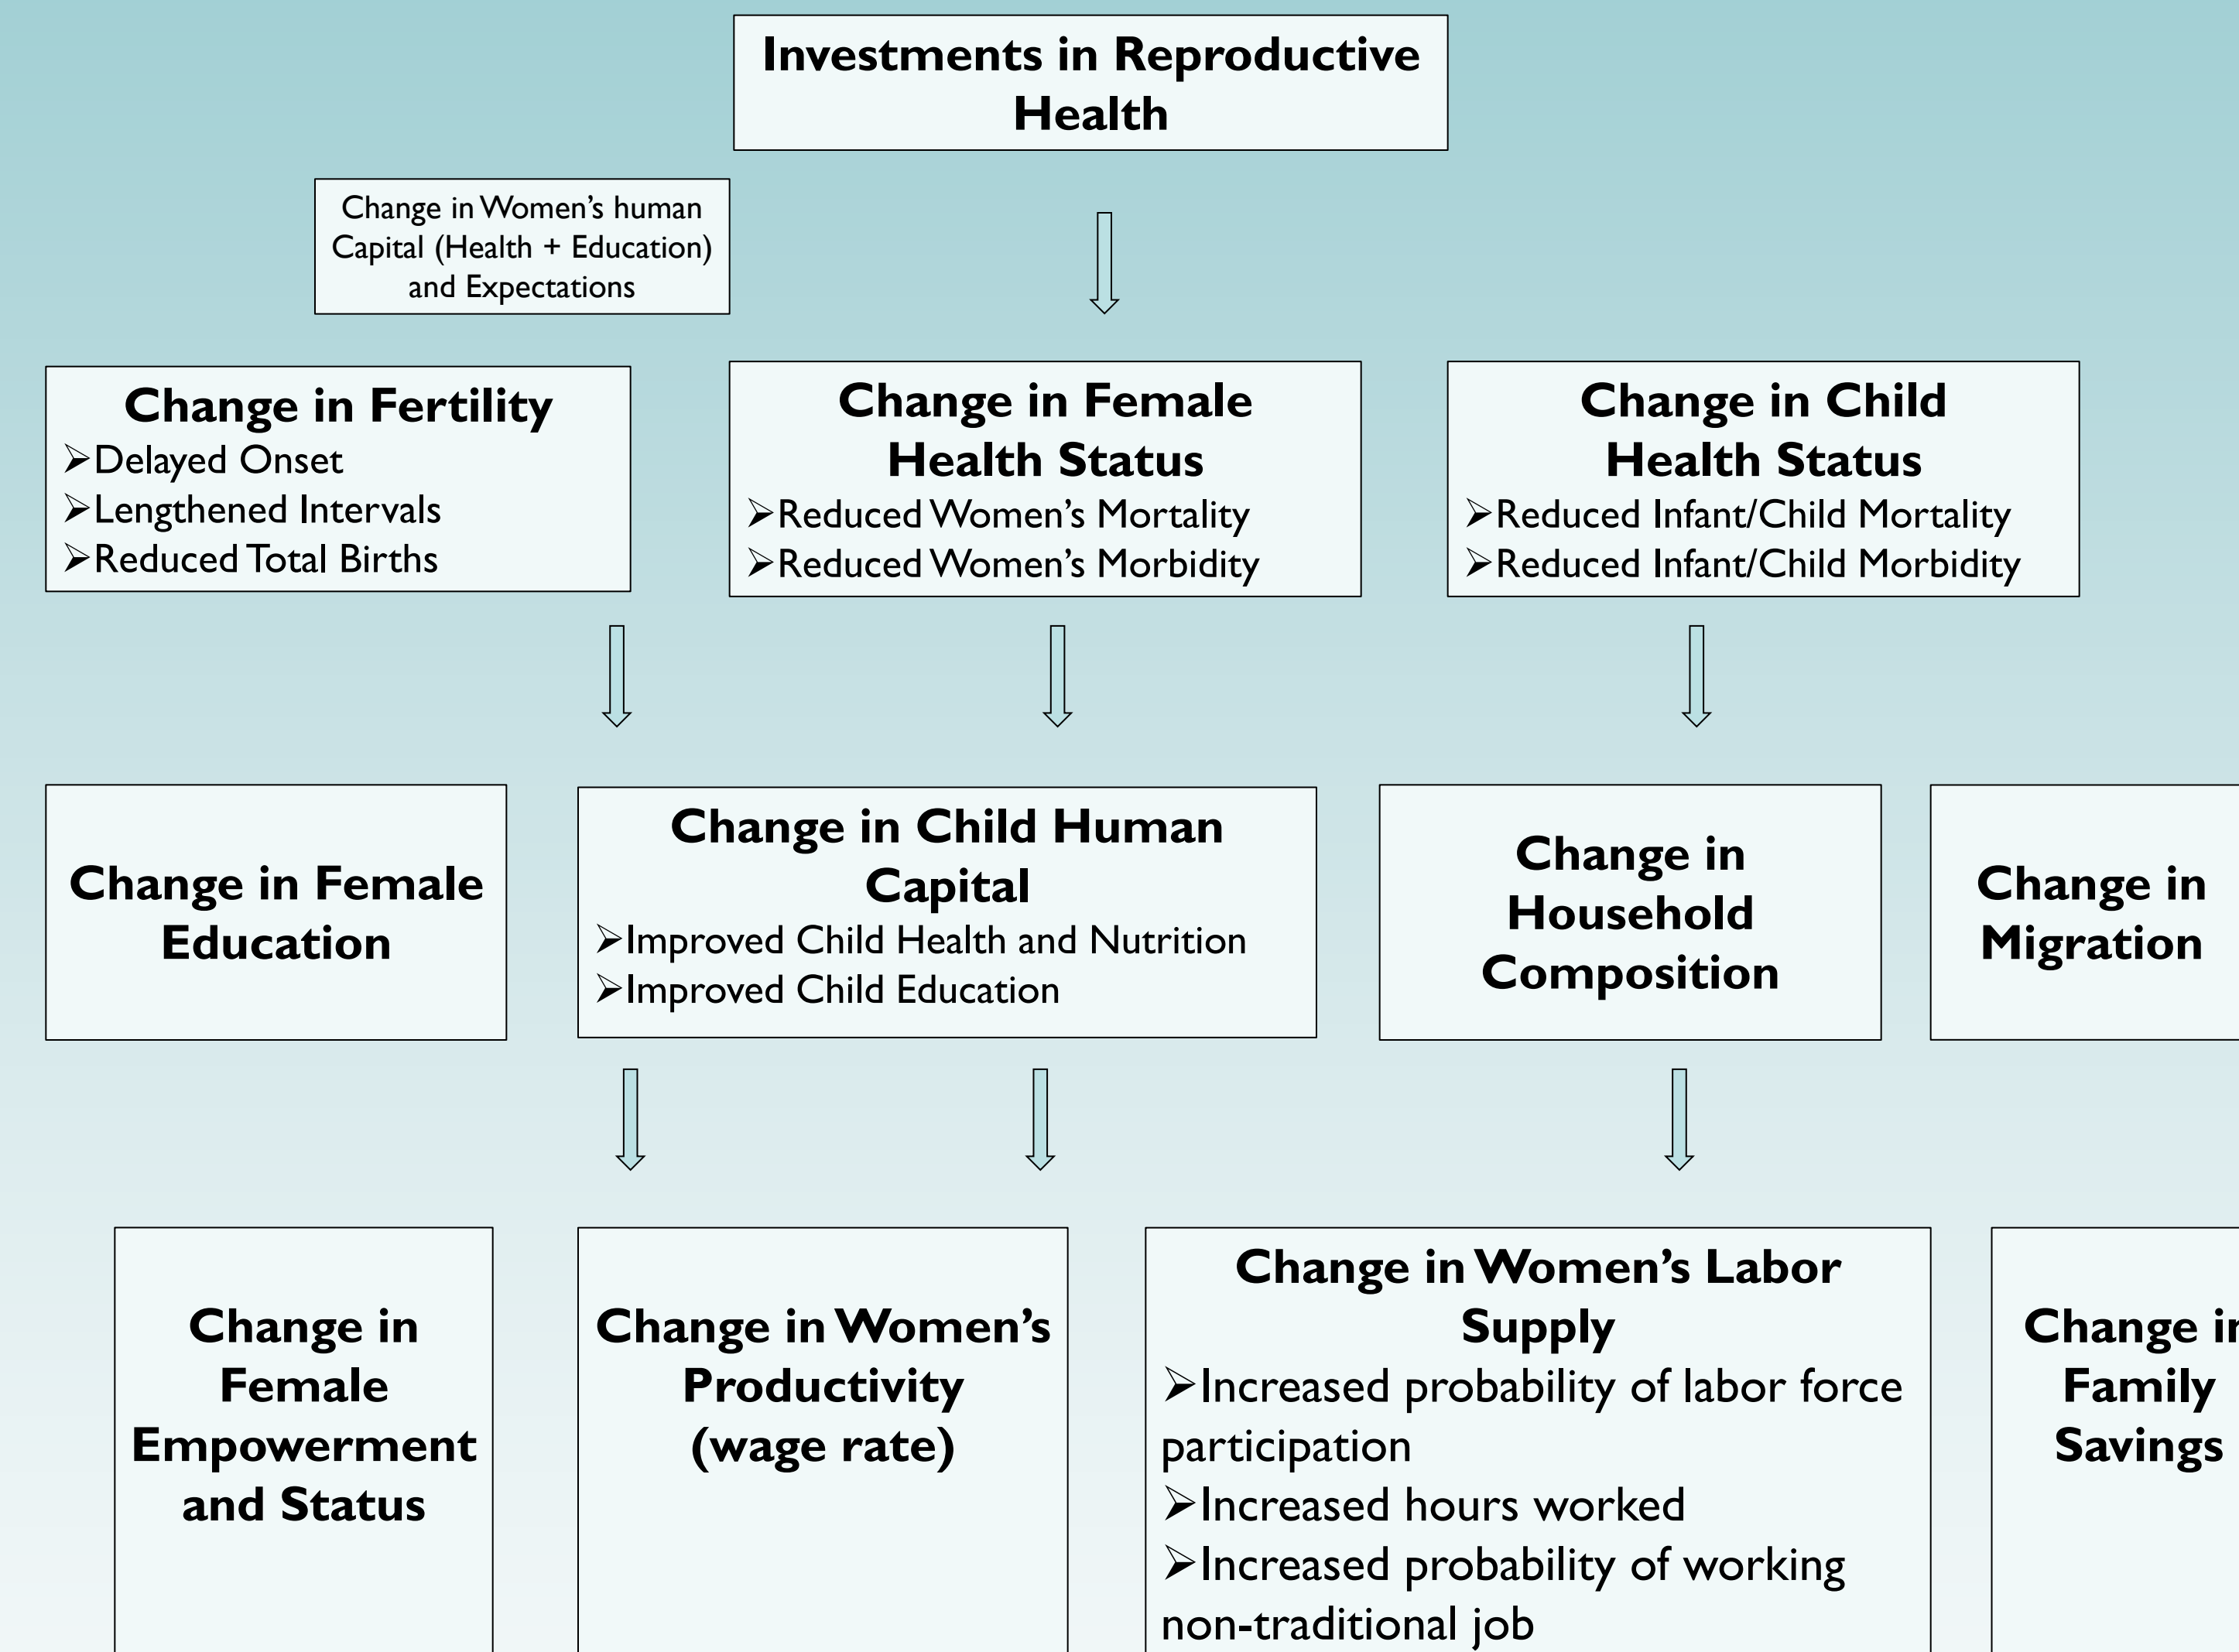 Investments in Reproductive
Health
Change in Women’s human
Capital (Health + Education)
and Expectations
Change in Fertility
➢Delayed Onset
➢Lengthened Intervals
➢Reduced Total Births
Change in Female
Health Status
➢Reduced Women’s Mortality
➢Reduced Women’s Morbidity
Change in Child
Health Status
➢Reduced Infant/Child Mortality
➢Reduced Infant/Child Morbidity
Change in Female
Education
Change in Child Human
Capital
➢Improved Child Health and Nutrition
➢Improved Child Education
Change in
Household
Composition
Change in
Migration
Change in
Female
Empowerment
and Status
Change in Women’s
Productivity
(wage rate)
Change in Women’s Labor
Supply
➢Increased probability of labor force
participation
➢Increased hours worked
➢Increased probability of working
non-traditional job
Change in
Family
Savings